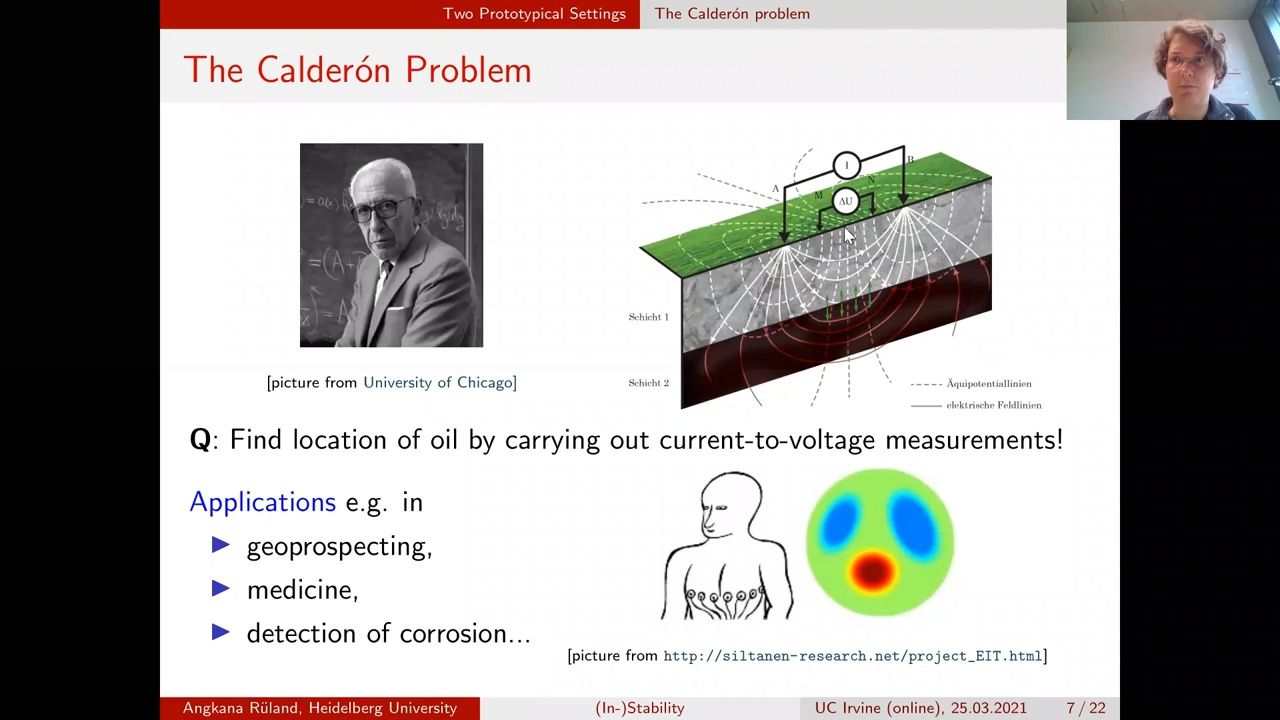 Two Prototypical Settings The Calderón problem
The Calderón Problem
I
A
B
M
N
ΔU
Schicht 1
Schicht 2
Äquipotentiallinien
elektrische Feldlinien
[picture from University of Chicago]
Q: Find location of oil by carrying out current-to-voltage measurements!
Applications e.g. in
geoprospecting,
medicine,
detection of corrosion...
[picture from http://siltanen-research.net/project_EIT.html]
Angkana Rüland, Heidelberg University (In-)Stability UC Irvine (online), 25.03.2021 7 / 22